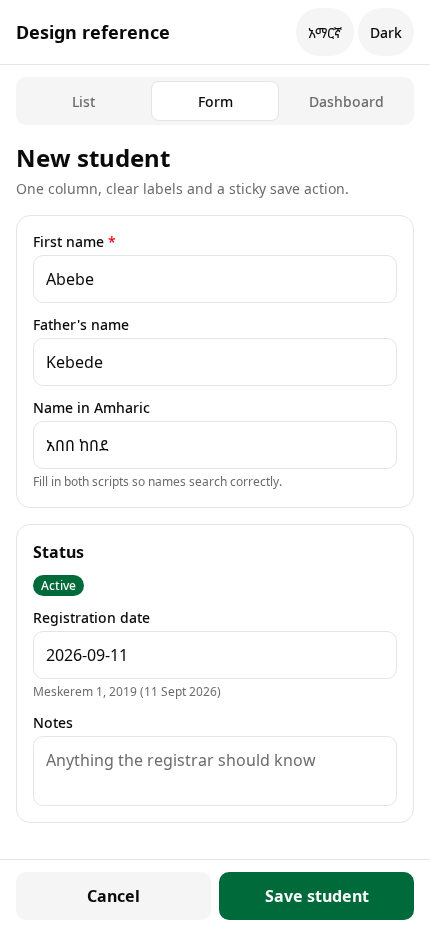 Design reference
አማርኛ
Dark
List
Form
Dashboard
New student
One column, clear labels and a sticky save action.
First name *
Abebe
Father's name
Kebede
Name in Amharic
አበበ ከበደ
Fill in both scripts so names search correctly.
Status
Active
Registration date
2026-09-11
Meskerem 1, 2019 (11 Sept 2026)
Notes
Anything the registrar should know
Cancel
Save student